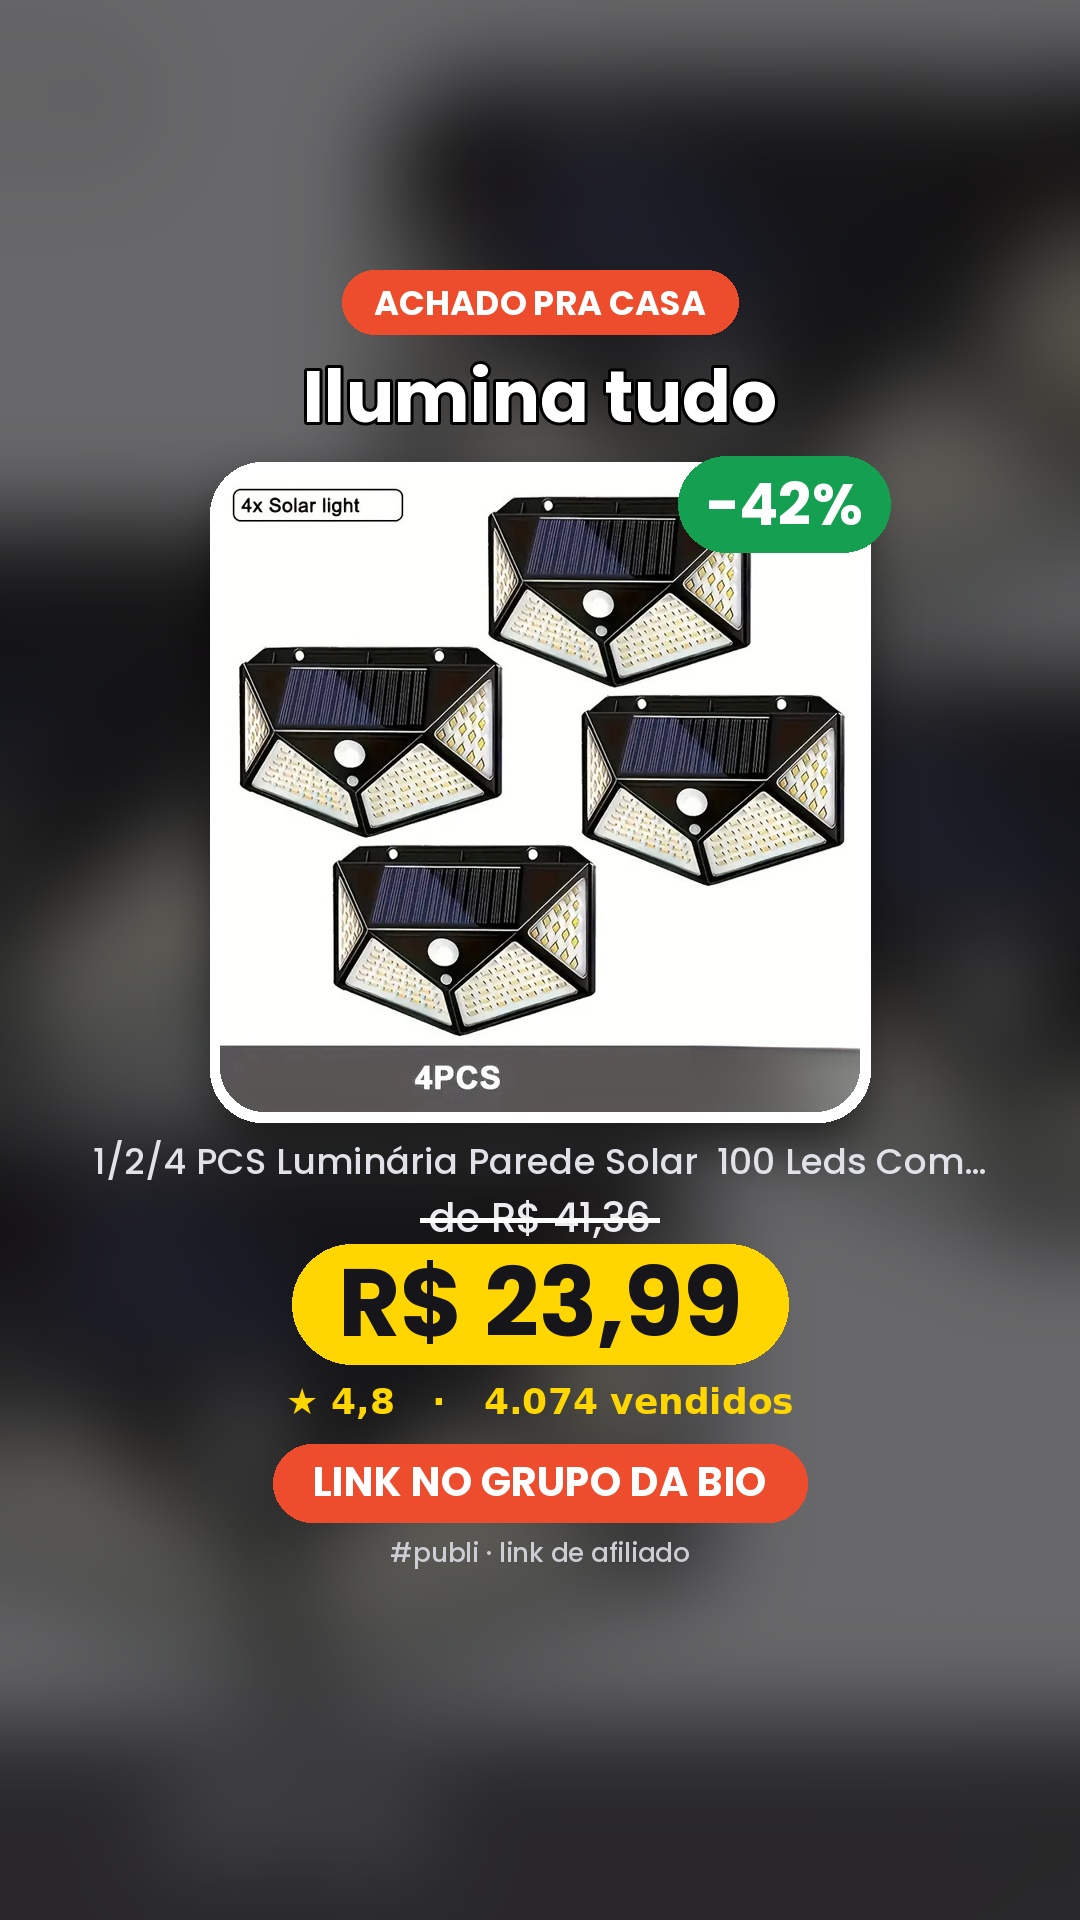 ACHADO PRA CASA
Ilumina tudo
-42%
4x Solar light
4PCS
1/2/4 PCS Luminária Parede Solar 100 Leds Com...
de R$ 41,36
R$ 23,99
★ 4,8 · 4.074 vendidos
LINK NO GRUPO DA BIO
#publi · link de afiliado